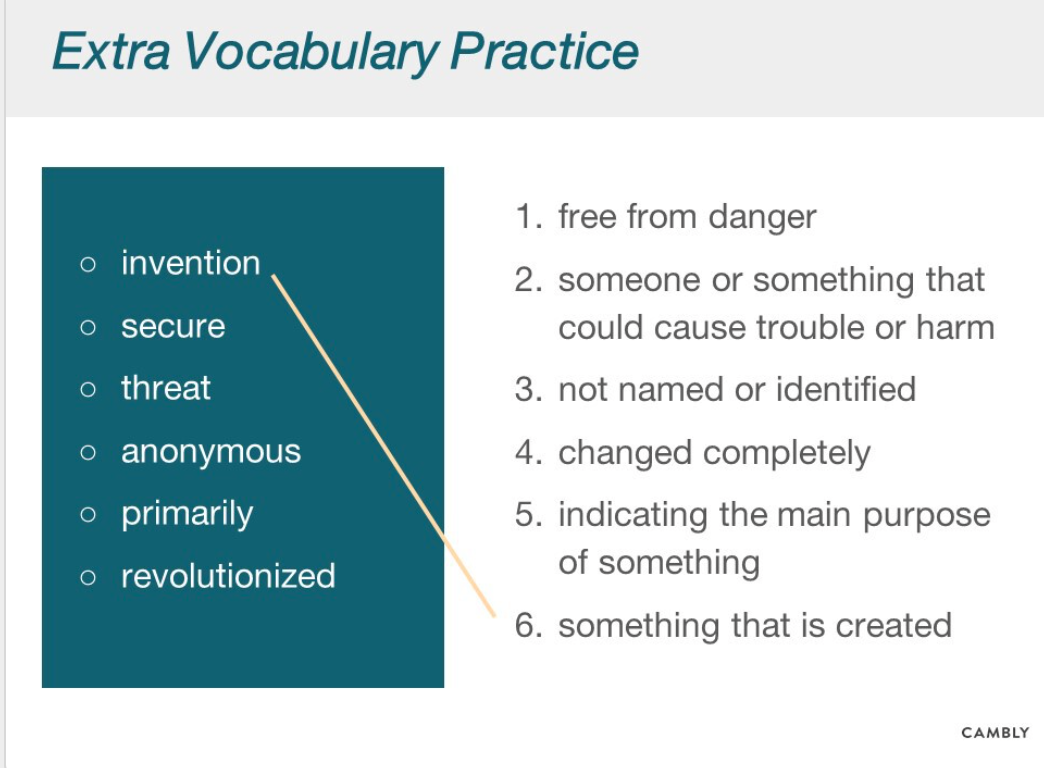 Extra Vocabulary Practice
○ invention
○ secure
○ threat
○ anonymous
○ primarily
○ revolutionized
1. free from danger
2. someone or something that
could cause trouble or harm
3. not named or identified
4. changed completely
5. indicating the main purpose
of something
6. something that is created
CAMBLY